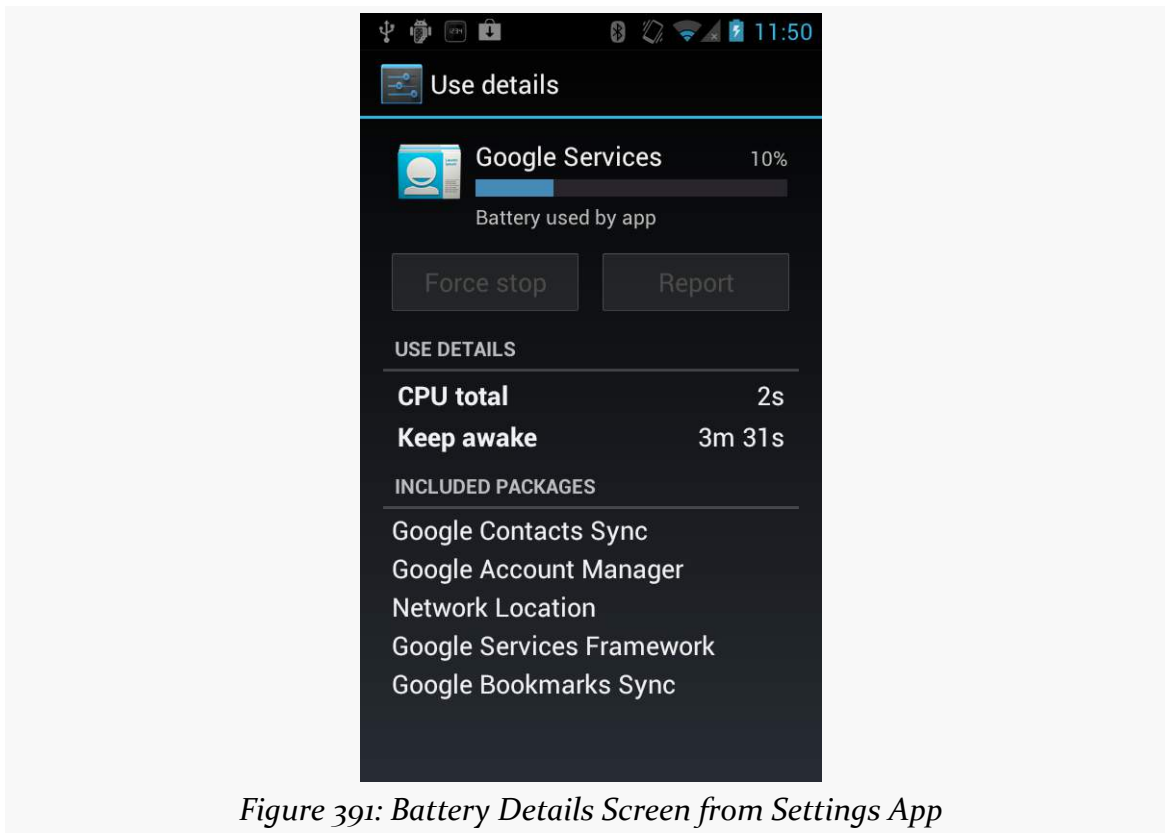 11:50
Use details
Google Services 10%
Battery used by app
Force stop Report
USE DETAILS
CPU total 2s
Keep awake 3m 31s
INCLUDED PACKAGES
Google Contacts Sync
Google Account Manager
Network Location
Google Services Framework
Google Bookmarks Sync
Figure 391: Battery Details Screen from Settings App